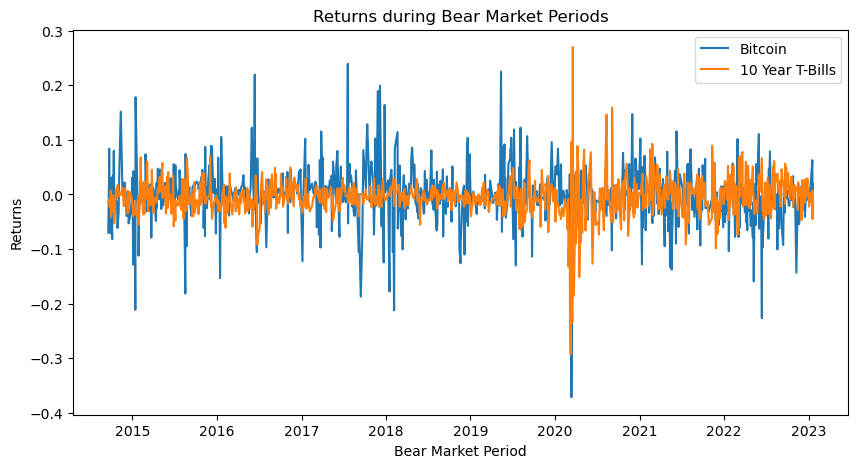 Returns during Bear Market Periods
Bitcoin
10 Year T-Bills
0.3
0.2
0.1
0.0
−0.1
−0.2
−0.3
−0.4
Returns
2015 2016 2017 2018 2019 2020 2021 2022 2023
Bear Market Period